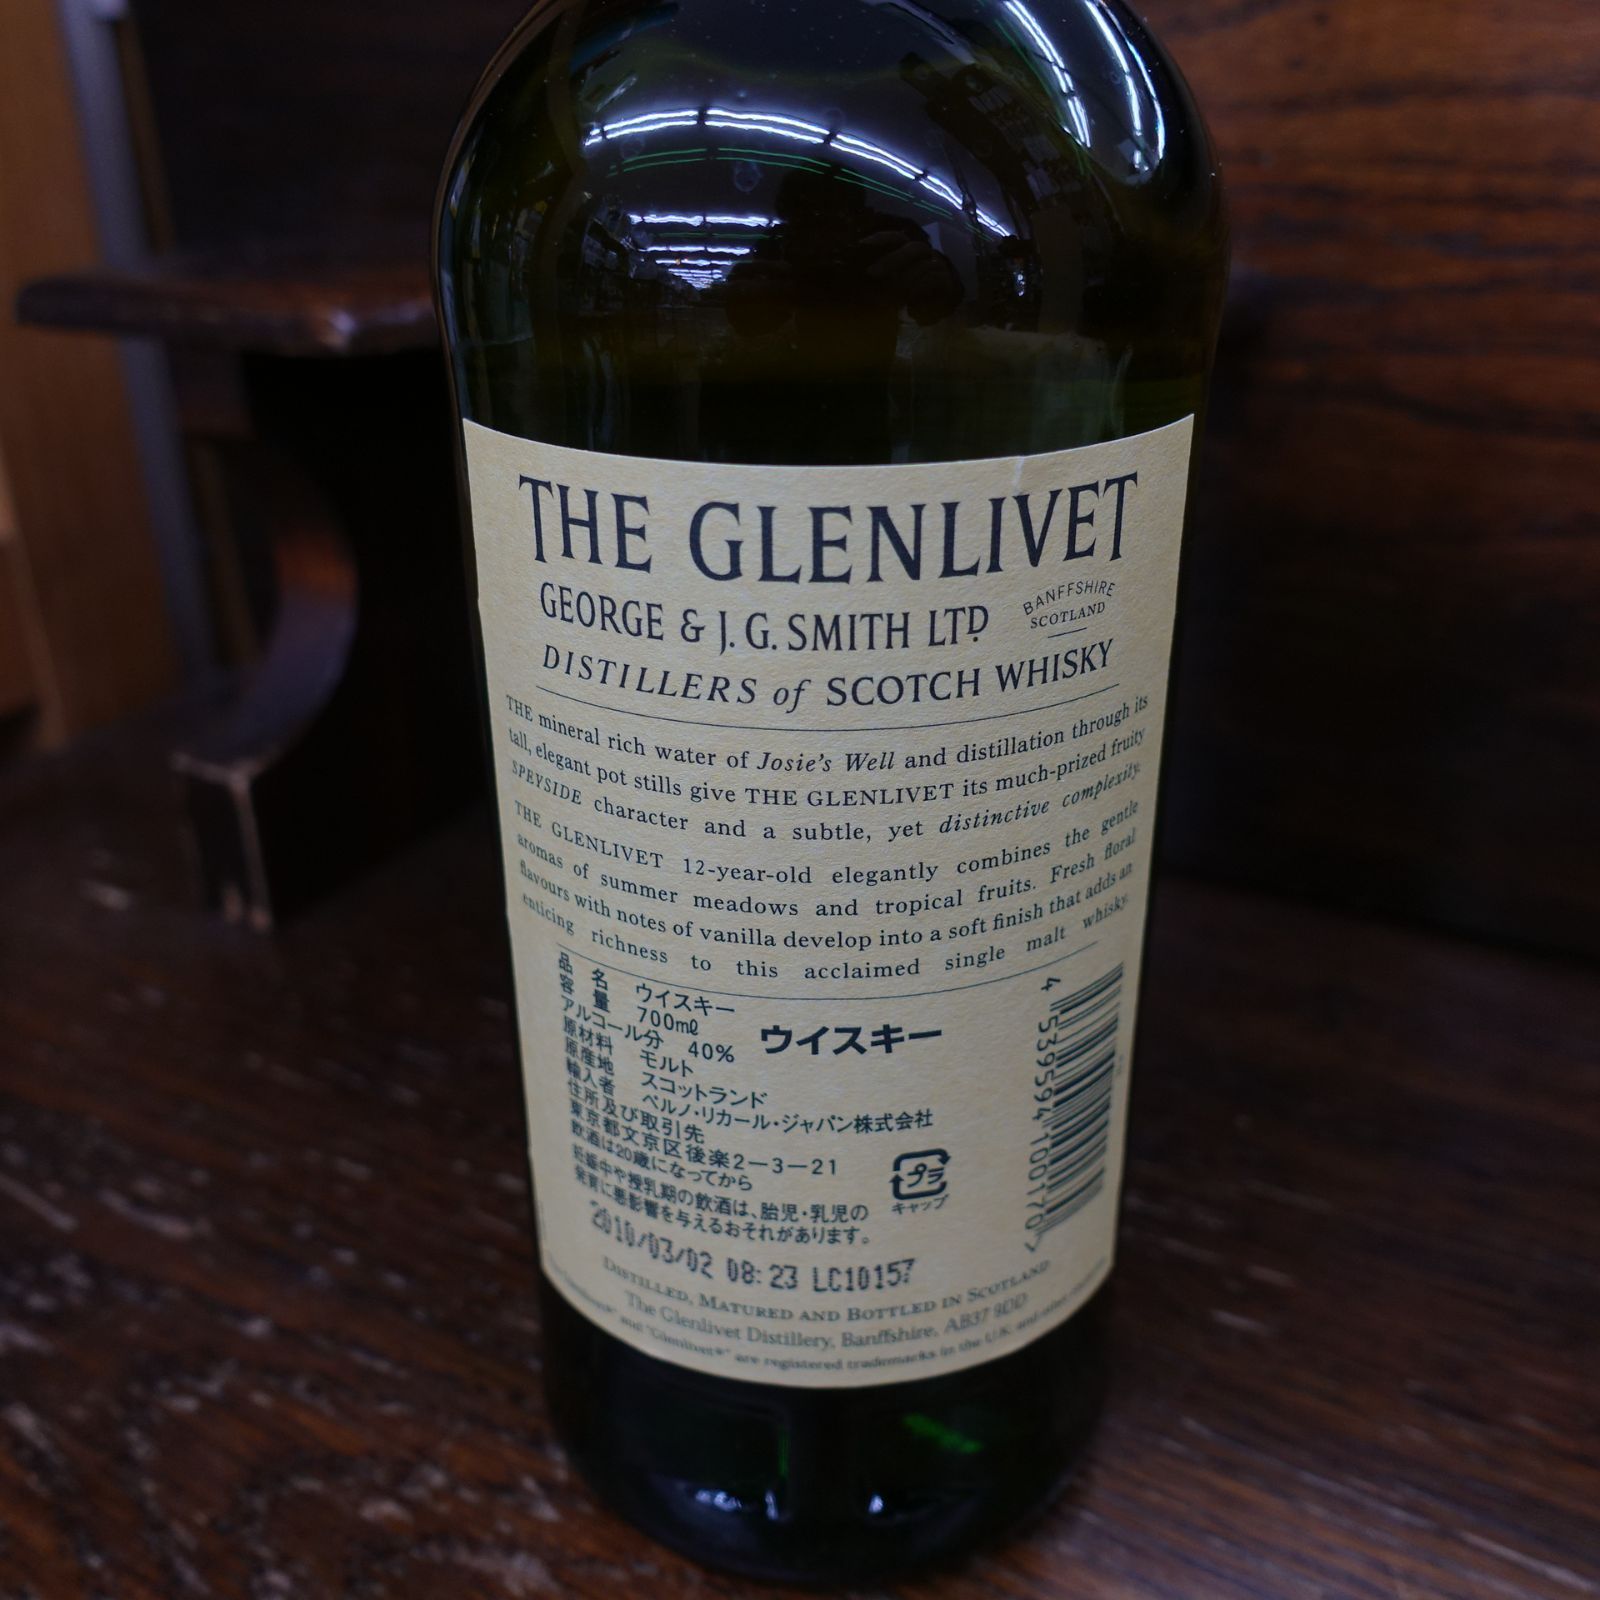 THE GLENLIVET
GEORGE & J. G. SMITH LTD
BANFFSHIRE
SCOTLAND
DISTILLERS of SCOTCH WHISKY
THE mineral rich water of Josie's Well and distillation through its
tall, elegant pot stills give THE GLENLIVET its much-prized fruity
SPEYSIDE character and a subtle, yet distinctive complexity.
THE GLENLIVET 12-year-old elegantly combines the gentle
aromas of summer meadows and tropical fruits. Fresh floral
flavours with notes of vanilla develop into a soft finish that adds an
enticing richness to this acclaimed single malt whisky.
品名 ウイスキー
容量 700mℓ
アルコール分 40%
原材料 モルト
原産地 スコットランド
輸入者 ペルノ・リカール・ジャパン株式会社
住所及び取引先
東京都文京区後楽2-3-21
飲酒は20歳になってから
妊娠中や授乳期の飲酒は、胎児・乳児の
発育に悪影響を与えるおそれがあります。
ウイスキー
プラ
キャップ
4 539594 100170
2010/03/02 08:23 LC10157
DISTILLED, MATURED AND BOTTLED IN SCOTLAND
The Glenlivet Distillery, Banffshire, AB37 9DD
and "Glenlivet®" are registered trademarks in the U.K. and